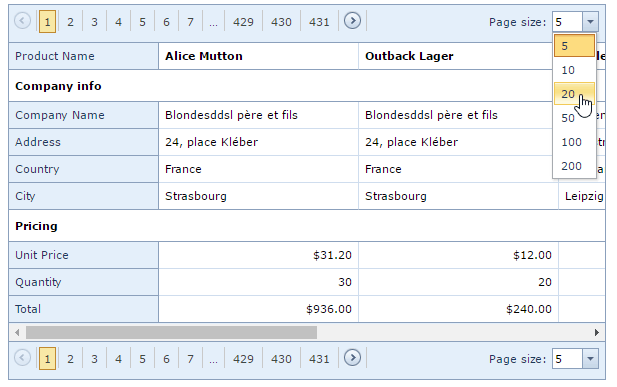 1 2 3 4 5 6 7 ... 429 430 431 Page size: 5
5
10
20
50
100
200
Product Name Alice Mutton Outback Lager
Company info
Company Name Blondesddsl père et fils Blondesddsl père et fils
Address 24, place Kléber 24, place Kléber
Country France France
City Strasbourg Strasbourg Leipzig
Pricing
Unit Price $31.20 $12.00
Quantity 30 20
Total $936.00 $240.00
1 2 3 4 5 6 7 ... 429 430 431 Page size: 5